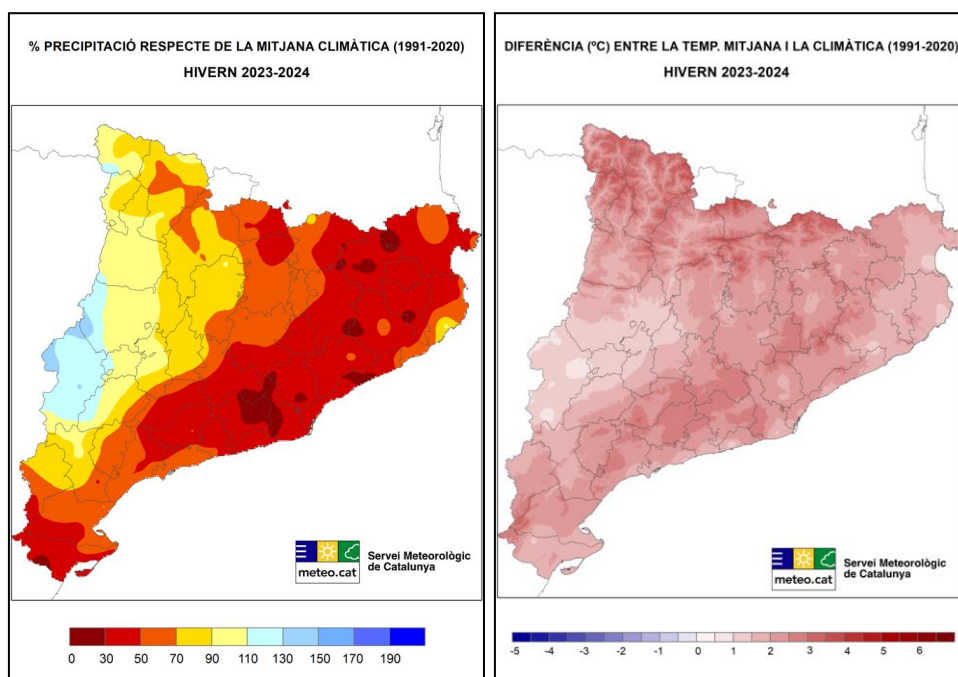 % PRECIPITACIÓ RESPECTE DE LA MITJANA CLIMÀTICA (1991-2020)
HIVERN 2023-2024
Servei Meteorològic
de Catalunya
meteo.cat
0 30 50 70 90 110 130 150 170 190
DIFERÈNCIA (ºC) ENTRE LA TEMP. MITJANA I LA CLIMÀTICA (1991-2020)
HIVERN 2023-2024
Servei Meteorològic
de Catalunya
meteo.cat
-5 -4 -3 -2 -1 0 1 2 3 4 5 6